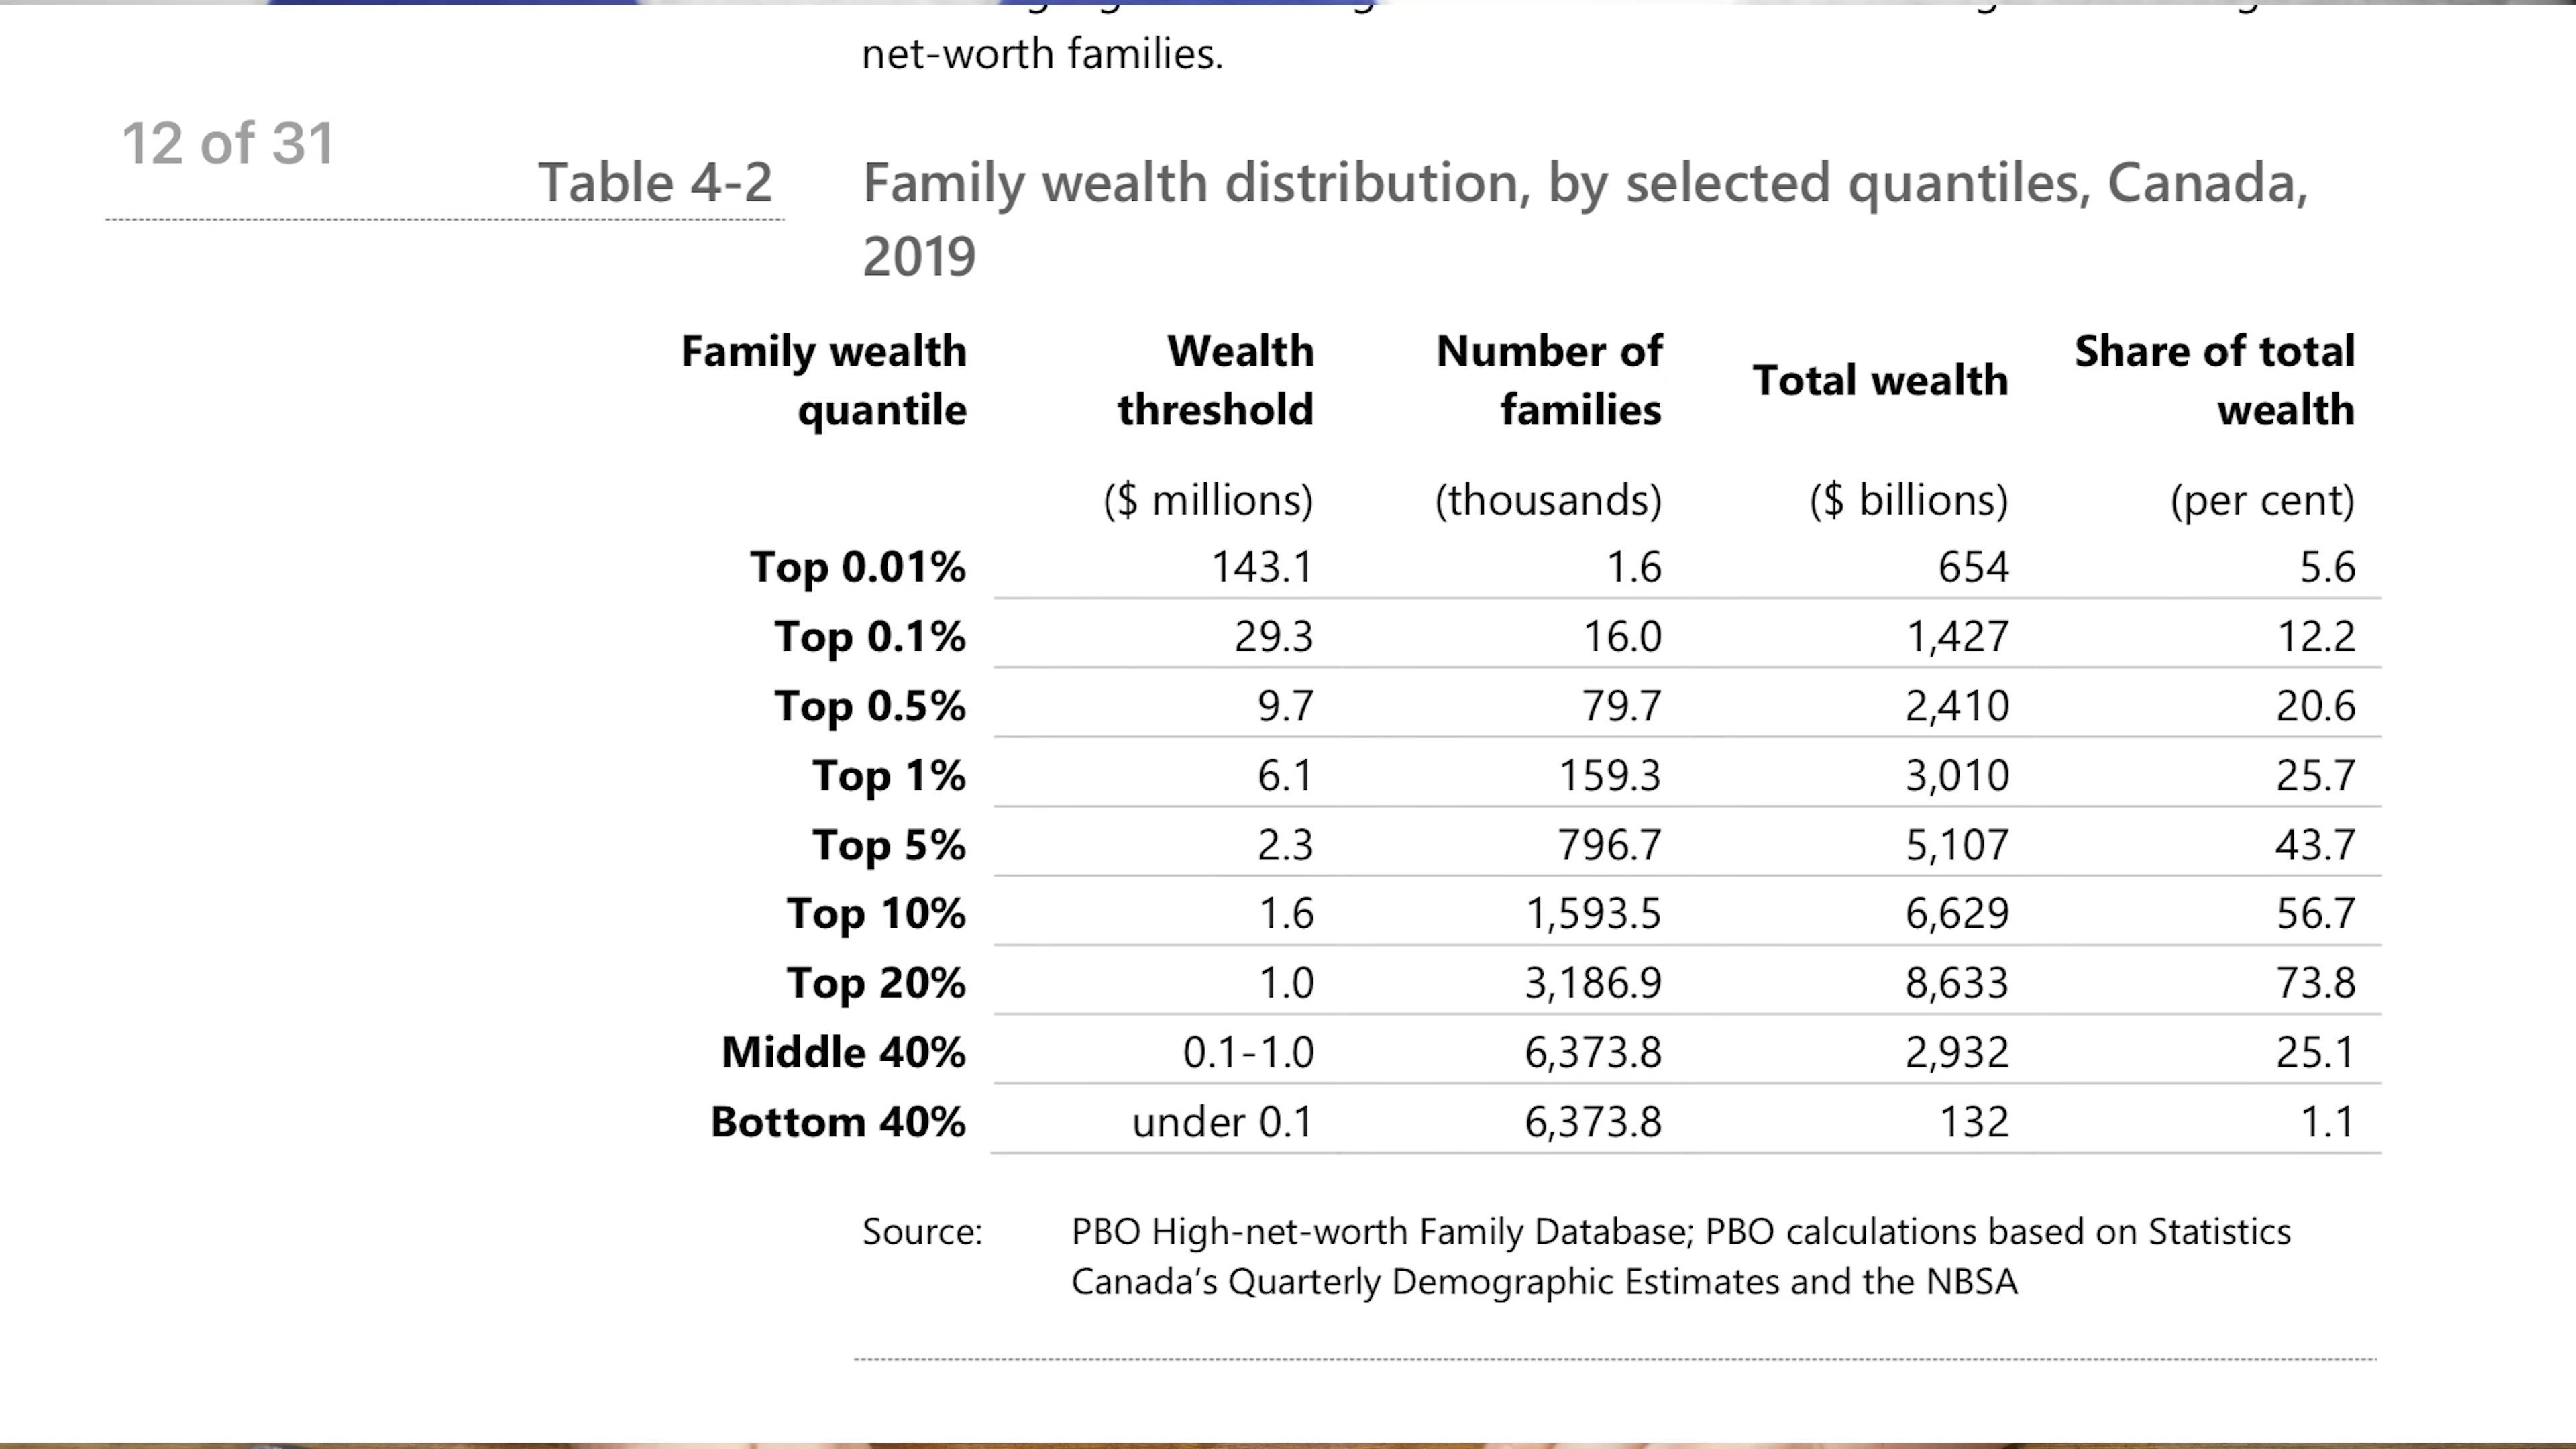 net-worth families.
12 of 31
Table 4-2
Family wealth distribution, by selected quantiles, Canada,
2019
Family wealth quantile Wealth threshold Number of families Total wealth Share of total wealth
($ millions) (thousands) ($ billions) (per cent)
Top 0.01% 143.1 1.6 654 5.6
Top 0.1% 29.3 16.0 1,427 12.2
Top 0.5% 9.7 79.7 2,410 20.6
Top 1% 6.1 159.3 3,010 25.7
Top 5% 2.3 796.7 5,107 43.7
Top 10% 1.6 1,593.5 6,629 56.7
Top 20% 1.0 3,186.9 8,633 73.8
Middle 40% 0.1-1.0 6,373.8 2,932 25.1
Bottom 40% under 0.1 6,373.8 132 1.1
Source: PBO High-net-worth Family Database; PBO calculations based on Statistics
Canada’s Quarterly Demographic Estimates and the NBSA